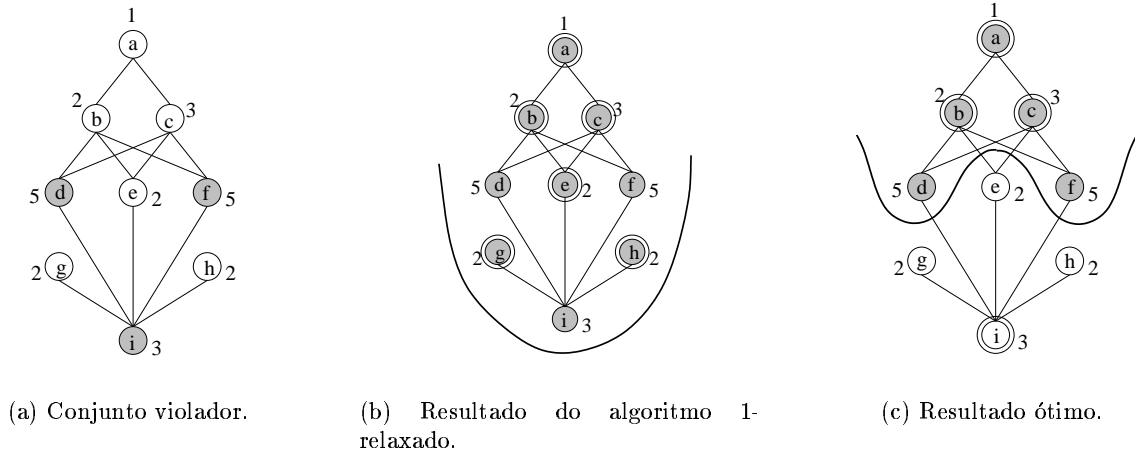 1
a
2
b
c
3
5
d
e
2
f
5
2
g
h
2
i
3
(a) Conjunto violador.
1
a
2
b
c
3
5
d
e
2
f
5
2
g
h
2
i
3
(b) Resultado do algoritmo 1-
relaxado.
1
a
2
b
c
3
5
d
e
2
f
5
2
g
h
2
i
3
(c) Resultado ótimo.